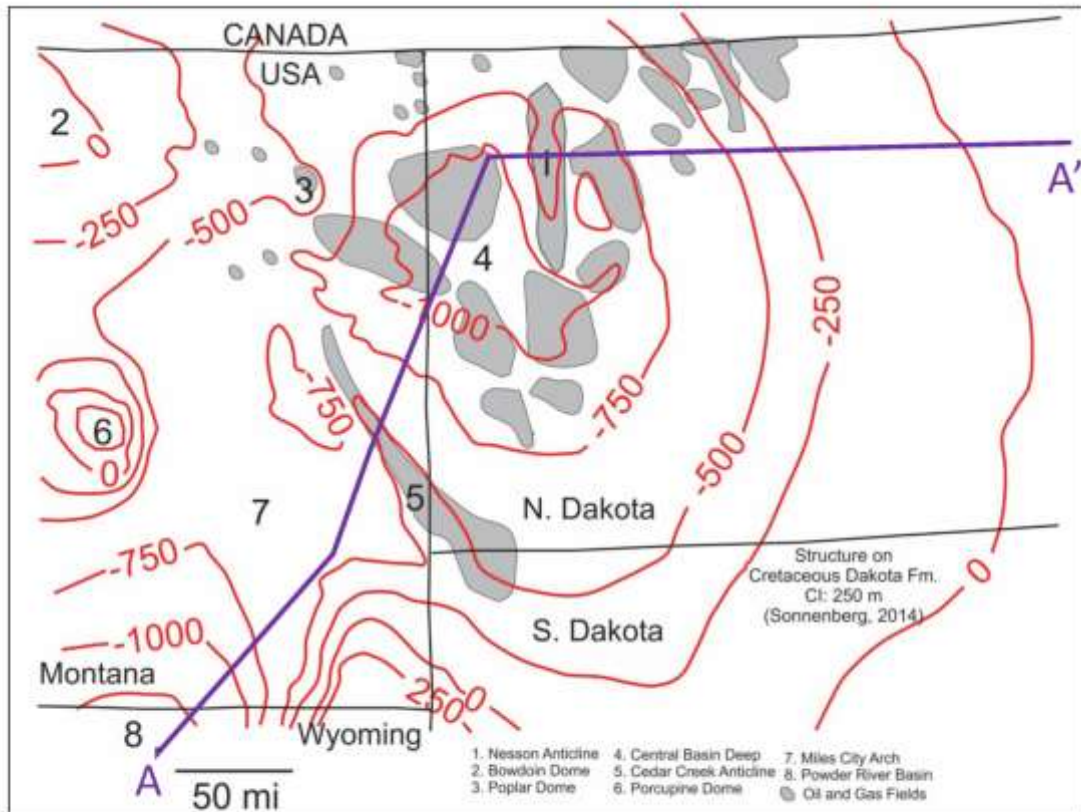 CANADA
USA
2
0
-250
-500
3
1
A'
4
-1000
-250
-750
6
0
-750
-500
5
7
N. Dakota
-750
Structure on
Cretaceous Dakota Fm.
CI: 250 m
(Sonnenberg, 2014)
0
S. Dakota
-1000
Montana
0
250
8
Wyoming
A
50 mi
1. Nesson Anticline
2. Bowdoin Dome
3. Poplar Dome
4. Central Basin Deep
5. Cedar Creek Anticline
6. Porcupine Dome
7. Miles City Arch
8. Powder River Basin
Oil and Gas Fields